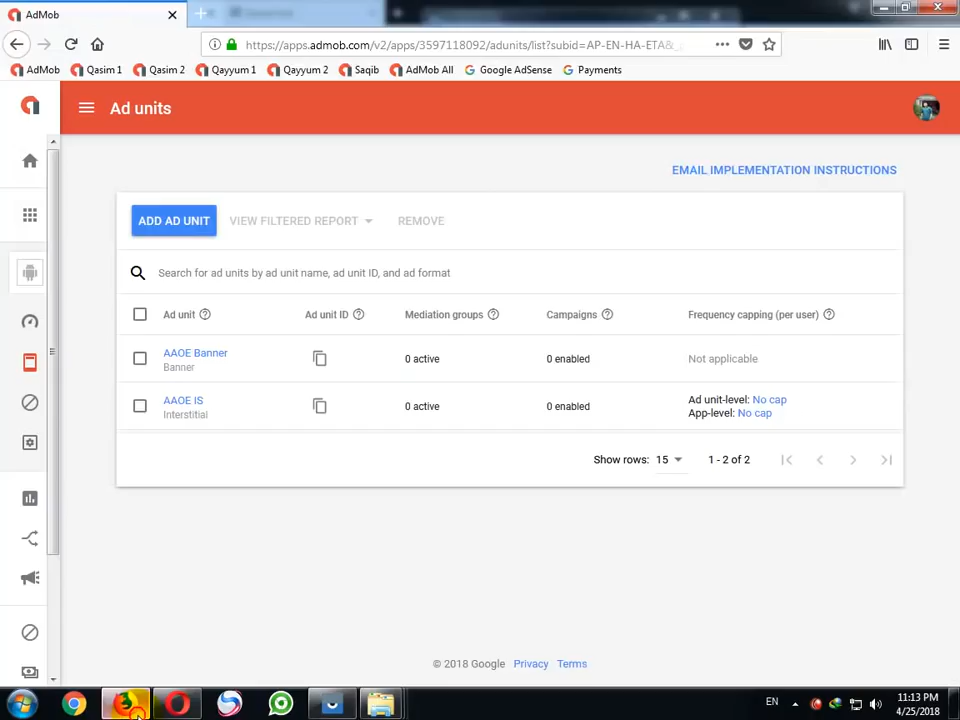 AdMob
https://apps.admob.com/v2/apps/3597118092/adunits/list?subid=AP-EN-HA-ETA&
AdMob Qasim 1 Qasim 2 Qayyum 1 Qayyum 2 Saqib AdMob All Google AdSense Payments
Ad units
EMAIL IMPLEMENTATION INSTRUCTIONS
ADD AD UNIT VIEW FILTERED REPORT REMOVE
Search for ad units by ad unit name, ad unit ID, and ad format
Ad unit Ad unit ID Mediation groups Campaigns Frequency capping (per user)
AAOE Banner
Banner
0 active 0 enabled Not applicable
AAOE IS
Interstitial
0 active 0 enabled
Ad unit-level: No cap
App-level: No cap
Show rows: 15 1 - 2 of 2
© 2018 Google Privacy Terms
EN
11:13 PM
4/25/2018